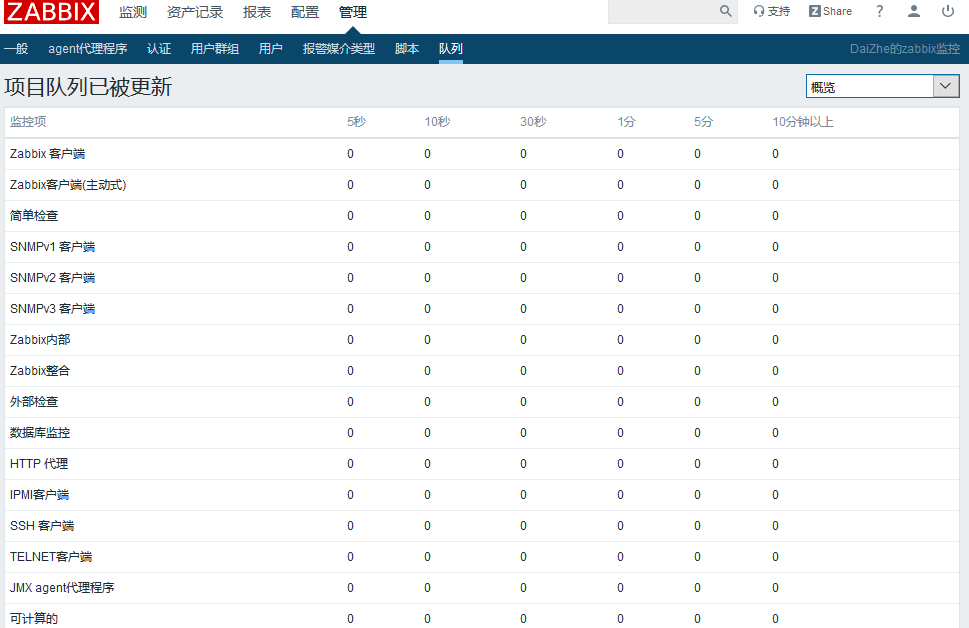 ZABBIX 监测 资产记录 报表 配置 管理 支持 Z Share ?
一般 agent代理程序 认证 用户群组 用户 报警媒介类型 脚本 队列 DaiZhe的zabbix监控
项目队列已被更新 概览
监控项 5秒 10秒 30秒 1分 5分 10分钟以上
Zabbix 客户端 0 0 0 0 0 0
Zabbix客户端(主动式) 0 0 0 0 0 0
简单检查 0 0 0 0 0 0
SNMPv1 客户端 0 0 0 0 0 0
SNMPv2 客户端 0 0 0 0 0 0
SNMPv3 客户端 0 0 0 0 0 0
Zabbix内部 0 0 0 0 0 0
Zabbix整合 0 0 0 0 0 0
外部检查 0 0 0 0 0 0
数据库监控 0 0 0 0 0 0
HTTP 代理 0 0 0 0 0 0
IPMI客户端 0 0 0 0 0 0
SSH 客户端 0 0 0 0 0 0
TELNET客户端 0 0 0 0 0 0
JMX agent代理程序 0 0 0 0 0 0
可计算的 0 0 0 0 0 0